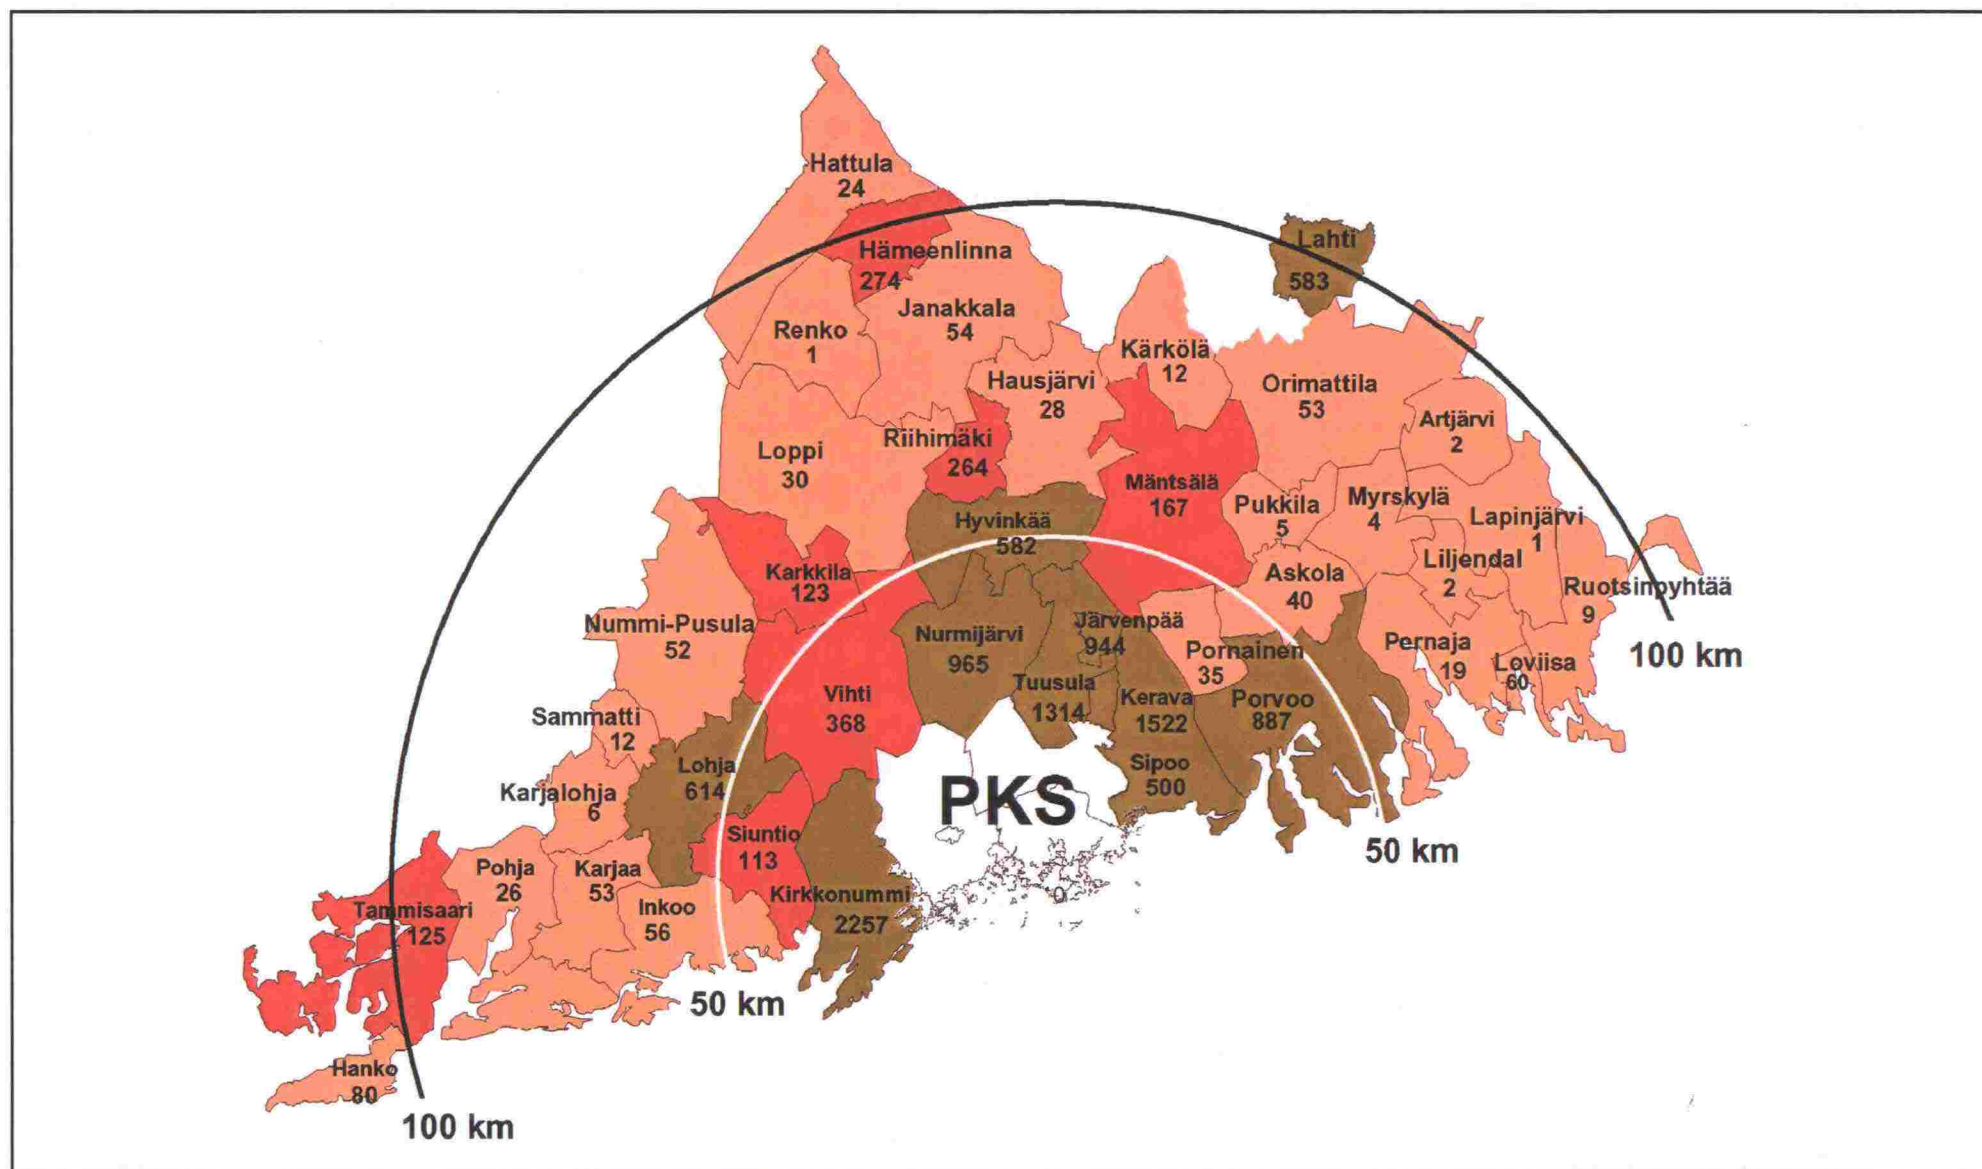 Hattula
24
Hämeenlinna
274
Lahti
583
Janakkala
54
Renko
1
Kärkölä
12
Hausjärvi
28
Orimattila
53
Artjärvi
2
Riihimäki
264
Loppi
30
Mäntsälä
167
Pukkila
5
Myrskylä
4
Lapinjärvi
1
Hyvinkää
582
Liljendal
2
Ruotsinpyhtää
9
Karkkila
123
Askola
40
Nummi-Pusula
52
Nurmijärvi
965
Järvenpää
944
Pornainen
35
Pernaja
19
Loviisa
60
100 km
Vihti
368
Tuusula
1314
Kerava
1522
Porvoo
887
Sammatti
12
Lohja
614
Sipoo
500
PKS
Karjalohja
6
Siuntio
113
50 km
Pohja
26
Karjaa
53
Kirkkonummi
2257
Tammisaari
125
Inkoo
56
0
50 km
Hanko
80
100 km